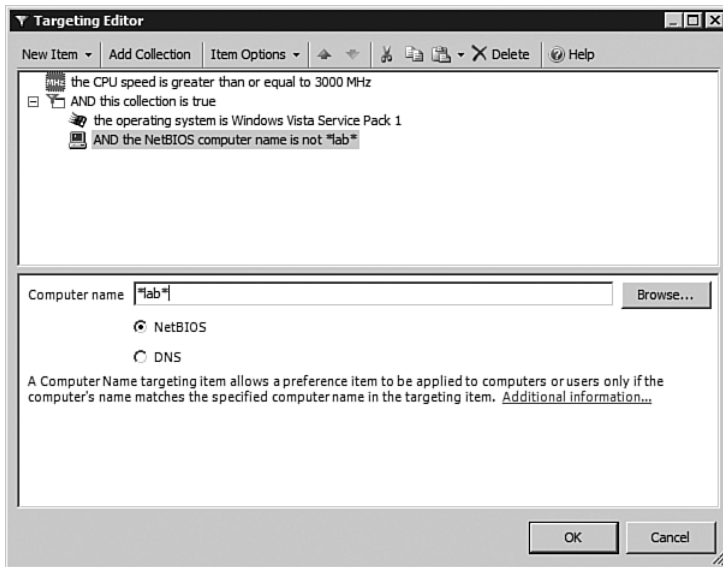 Targeting Editor
New Item Add Collection Item Options Delete Help
MHz the CPU speed is greater than or equal to 3000 MHz
AND this collection is true
the operating system is Windows Vista Service Pack 1
AND the NetBIOS computer name is not *lab*
Computer name *lab* Browse...
NetBIOS
DNS
A Computer Name targeting item allows a preference item to be applied to computers or users only if the
computer's name matches the specified computer name in the targeting item. Additional information...
OK Cancel